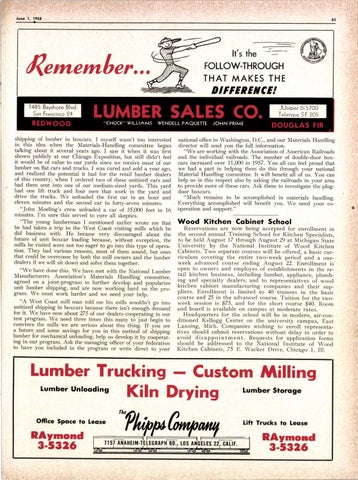 June 1, 1958
65
Remember...
It's the
FOLLOW-THROUGH
THAT MAKES THE
DIFFERENCE!
1485 Bayshore Blvd.
San Francisco 24
REDWOOD
LUMBER SALES CO.
"CHUCK" WILLIAMS WENDELL PAQUETTE JOHN PRIME
JUniper 6-5700
Teletype SF 905
DOUGLAS FIR
shipping of lumber in boxcars. I myself wasn't too interested
in this idea when the Materials-Handling committee began
talking about it several years ago. I saw it when it was first
shown publicly at our Chicago Exposition, but still didn't feel
it would be of value to our yards since we receive most of our
lumber on flat cars and trucks. I was cured and sold a year ago,
and realized the potential it had for the retail lumber dealers
of this country, when I ordered two of these unitized cars and
had them sent into one of our medium-sized yards. This yard
had one lift truck and four men that work in the yard and
drive the trucks. We unloaded the first car in an hour and
eleven minutes and the second car in forty-seven minutes.
"John Mosling's crew unloaded a car of 35,000 feet in 16
minutes. I'm sure this served to cure all skeptics.
"The young lumberman I mentioned earlier wrote me that
he had taken a trip to the West Coast visiting mills which he
did business with. He became very discouraged about the
future of unit boxcar loading because, without exception, the
mills he visited were not too eager to go into this type of oper-
ation. They had various reasons, most of them practical, but ones
that could be overcome by both the mill owners and the lumber
dealers if we will sit down and solve them together.
"We have done this. We have met with the National Lumber
Manufacturers Association's Materials Handling committee,
agreed on a joint-program to further develop and popularize
unit lumber shipping, and are now working hard on the pro-
gram. We must work harder and we need your help.
"A West Coast mill man told me his mills wouldn't go into
unitized shipping in boxcars because there isn't enough demand
for it. We have now about 275 of our dealers cooperating in our
test program. We need three times this many to just begin to
convince the mills we are serious about this thing. If you see
a future and some savings for you in this method of shipping
lumber for mechanical unloading, help us develop it by cooperat-
ing in our program. Ask the managing officer of your federation
to have you included in the program or write direct to your
national office in Washington, D.C., and our Materials Handling
director will send you the full information.
"We are working with the Association of American Railroads
and the individual railroads. The number of double-door box-
cars increased over 11,000 in 1957. You all can feel proud that
we had a part in helping them do this through your national
Material Handling committee. It will benefit all of us. You can
help us in this effort also by asking the railroads in your area
to provide more of these cars. Ask them to investigate the plug-
door boxcars.
"Much remains to be accomplished in materials handling.
Everything accomplished will benefit you. We need your co-
operation and support."
Wood Kitchen Cabinet School
Reservations are now being accepted for enrollment in
the second annual Training School for Kitchen Specialists,
to be held August 17 through August 29 at Michigan State
University by the National Institute of Wood Kitchen
Cabinets. Two separate courses will be offered, a basic cur-
riculum covering the entire two-week period and a one-
week advanced course ending August 22. Enrollment is
open to owners and employes of establishments in the re-
tail kitchen business, including lumber, appliance, plumb-
ing and specialty dealers, and to representatives of wood
kitchen cabinet manufacturing companies and their sup-
pliers. Enrollment is limited to 40 trainees in the basic
course and 25 in the advanced course. Tuition for the two-
week session is $75, and for the short course $40. Room
and board is available on campus at moderate rates.
Headquarters for the school will be in modern, air-con-
ditioned Kellogg Center on the university campus, East
Lansing, Mich. Companies wishing to enroll representa-
tives should submit reservations without delay in order to
avoid disappointment. Requests for application forms
should be addressed to the National Institute of Wood
Kitchen Cabinets, 75 E. Wacker Drive, Chicago 1, Ill.
Lumber Trucking — Custom Milling
Lumber Unloading
Kiln Drying
Lumber Storage
Office Space to Lease
The Phipps Company
Lift Trucks to Lease
RAymond
3-5326
7157 ANAHEIM-TELEGRAPH RD., LOS ANGELES 22, CALIF.
RAymond
3-5326